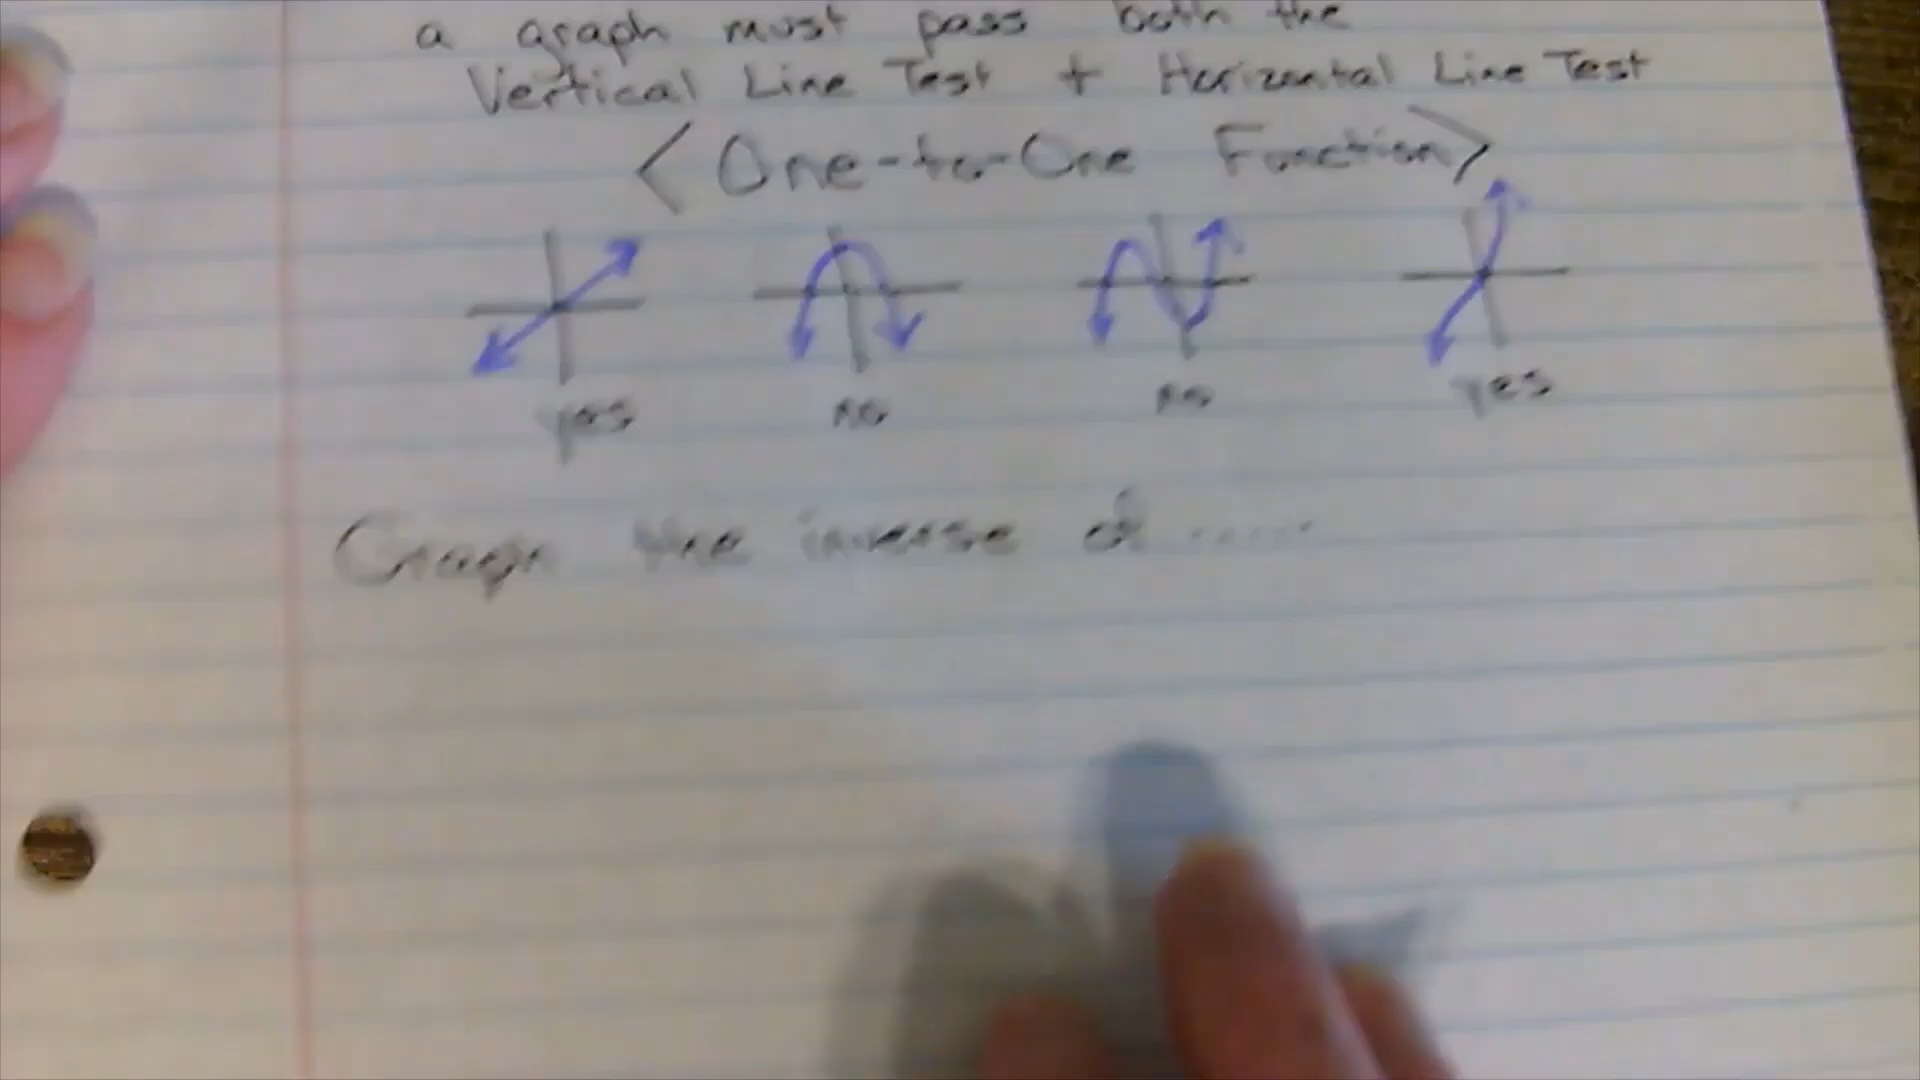 a graph must pass both the
Vertical Line Test + Horizontal Line Test
<One-to-One Function>
yes no no yes
Graph the inverse of .....